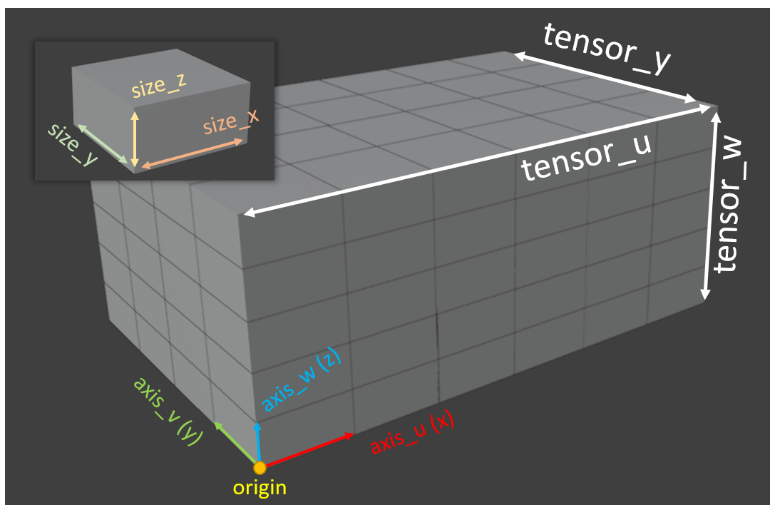 tensor_y
size_z
size_x
size_y
tensor_u
tensor_w
axis_w (z)
axis_v (y)
axis_u (x)
origin